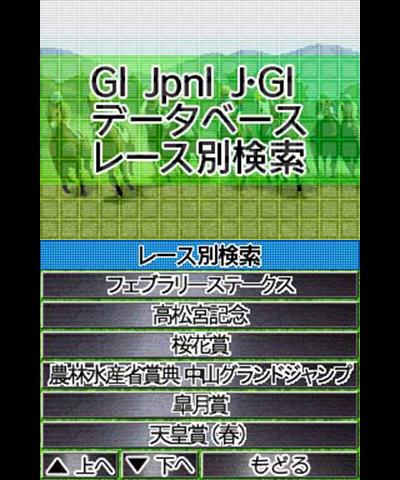 GI JpnI J・GI
データベース
レース別検索
レース別検索
フェブラリーステークス
高松宮記念
桜花賞
農林水産省賞典 中山グランドジャンプ
皐月賞
天皇賞(春)
▲ 上へ ▼ 下へ もどる